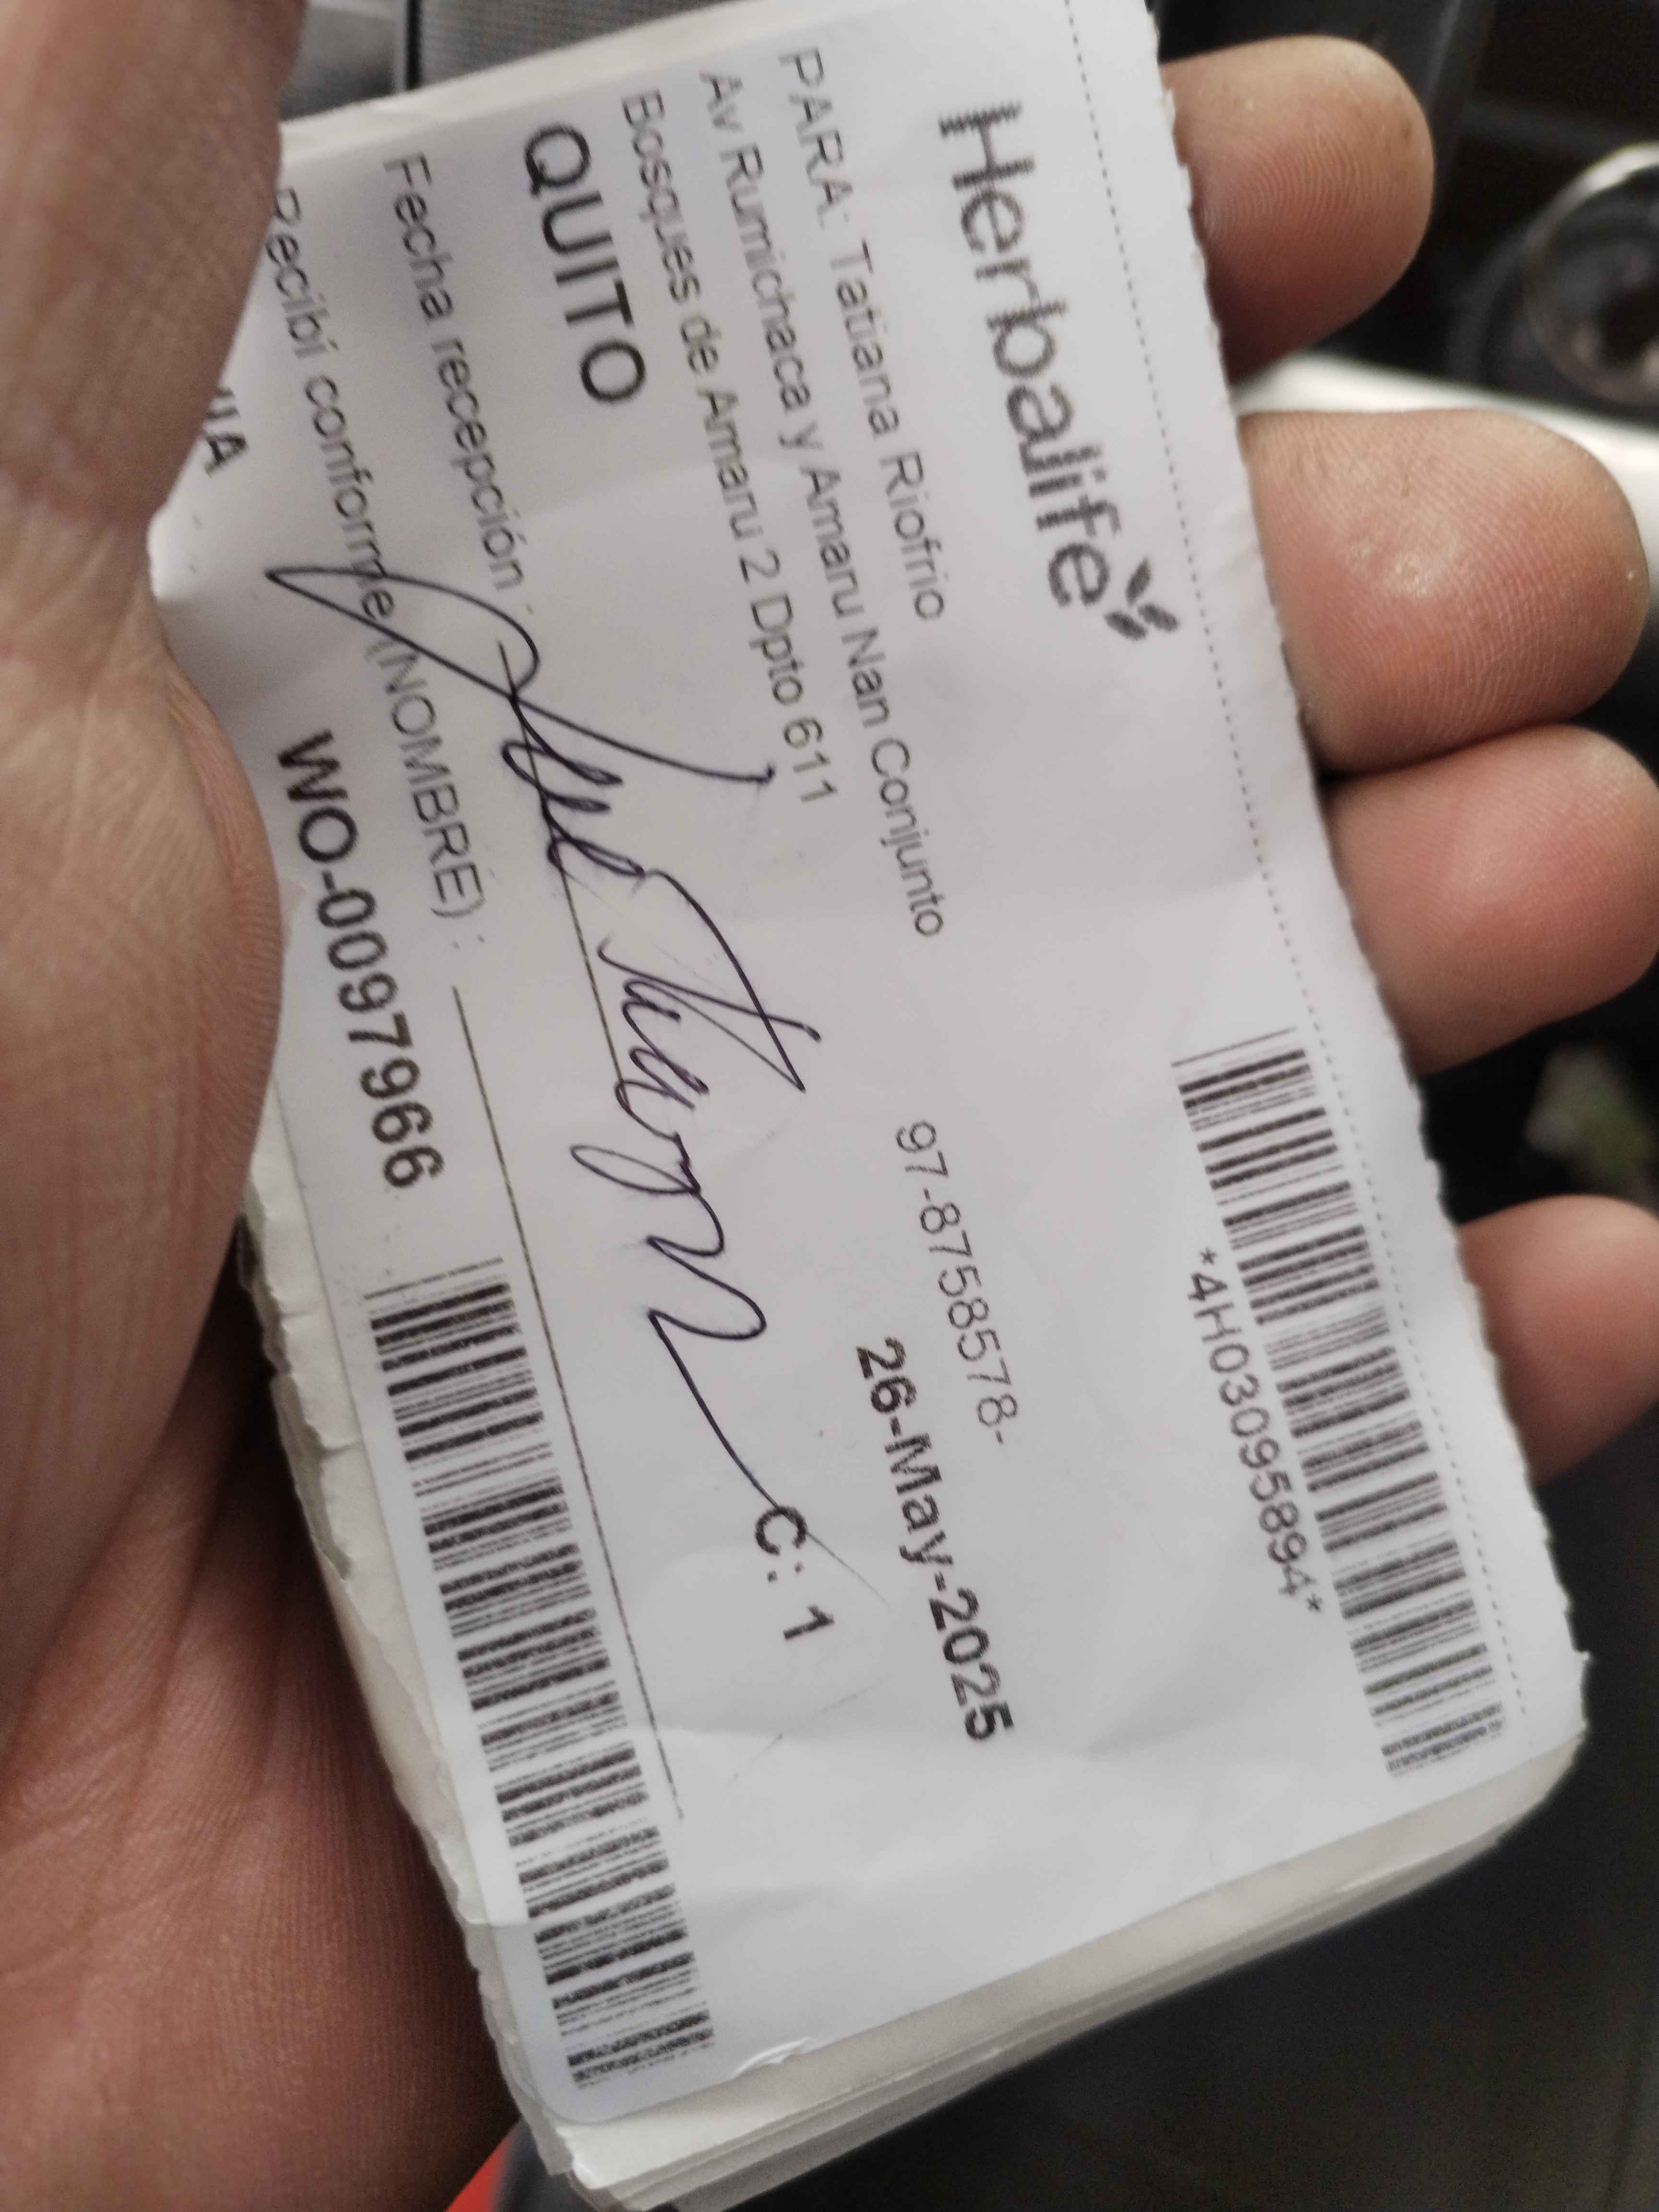 Herbalife
*4H03095894*
PARA: Tatiana Riofrio
97-8758578-
Av Rumichaca y Amaru Nan Conjunto
Bosques de Amaru 2 Dpto 611
26-May-2025
QUITO
C: 1
Fecha recepción :
Recibí conforme (NOMBRE) :
WO-0097966